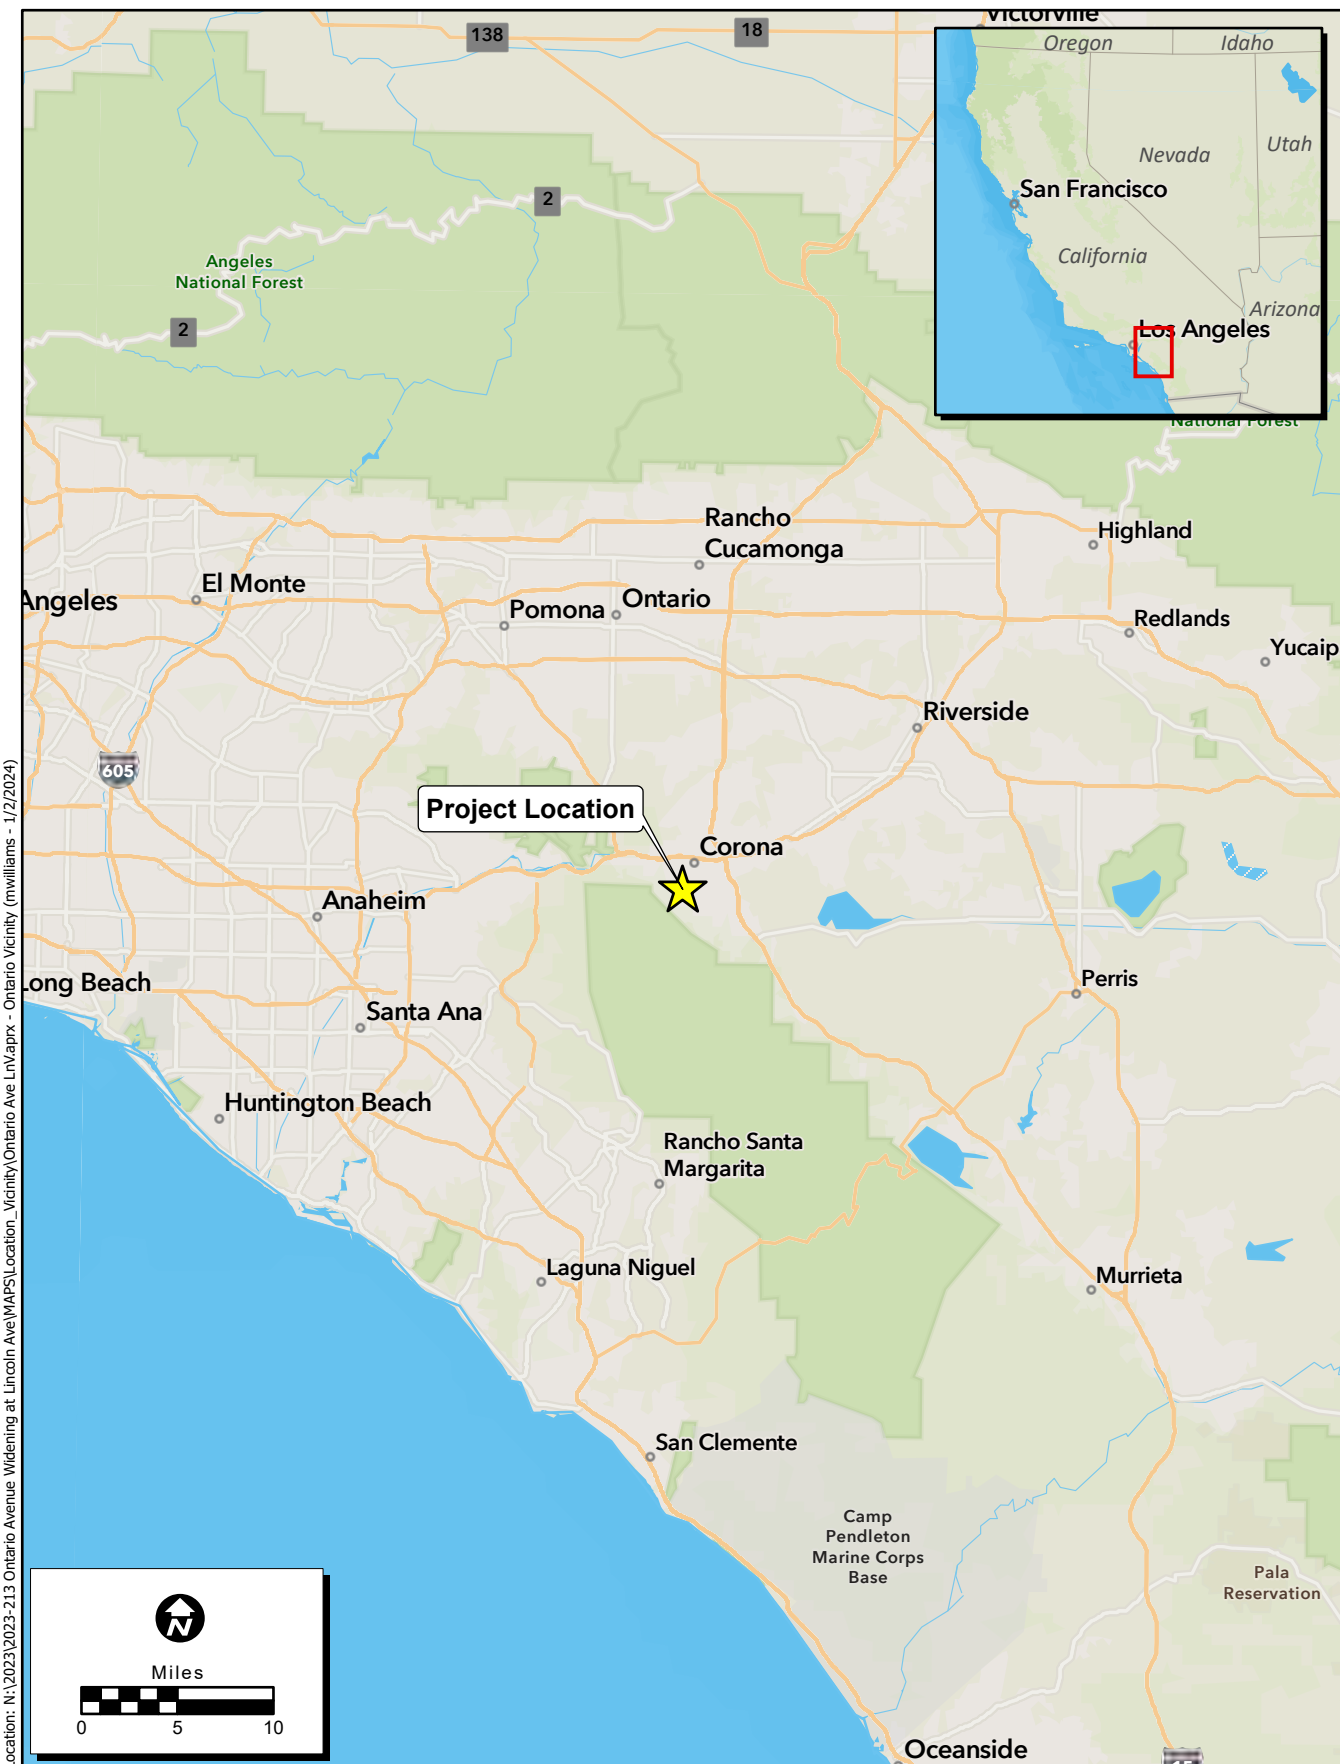 Victorville
138
18
Oregon
Idaho
Nevada
Utah
San Francisco
California
Arizona
Los Angeles
2
Angeles
National Forest
2
National Forest
Rancho
Cucamonga
Highland
El Monte
Angeles
Pomona
Ontario
Redlands
Yucaip
Riverside
605
Project Location
Corona
Anaheim
Long Beach
Perris
Santa Ana
Huntington Beach
Rancho Santa
Margarita
Laguna Niguel
Murrieta
San Clemente
Camp
Pendleton
Marine Corps
Base
Pala
Reservation
N
Miles
0 5 10
Oceanside
ocation: N:\2023\2023-213 Ontario Avenue Widening at Lincoln Ave\MAPS\Location_Vicinity\Ontario Ave LnV.aprx - Ontario Vicinity (mwilliams - 1/2/2024)